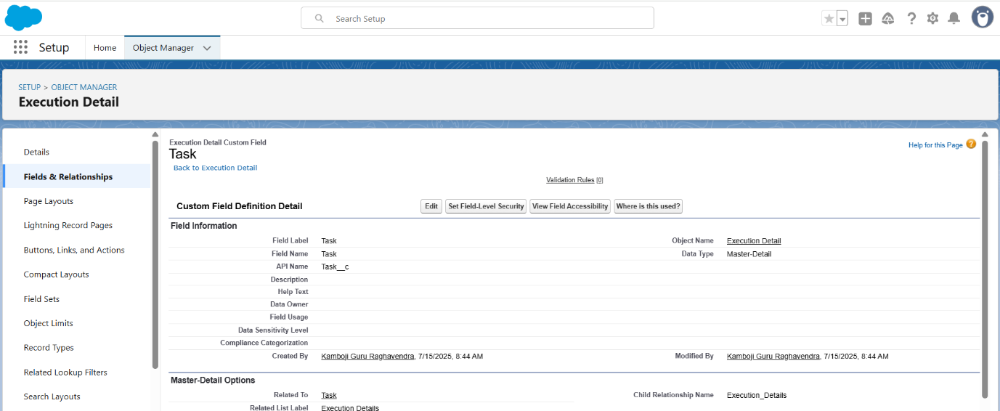 Search Setup
Setup
Home
Object Manager
SETUP > OBJECT MANAGER
Execution Detail
Details
Fields & Relationships
Page Layouts
Lightning Record Pages
Buttons, Links, and Actions
Compact Layouts
Field Sets
Object Limits
Record Types
Related Lookup Filters
Search Layouts
Execution Detail Custom Field
Task
Back to Execution Detail
Help for this Page ?
Validation Rules [0]
Custom Field Definition Detail
Edit
Set Field-Level Security
View Field Accessibility
Where is this used?
Field Information
Field Label Task Object Name Execution Detail
Field Name Task Data Type Master-Detail
API Name Task__c
Description
Help Text
Data Owner
Field Usage
Data Sensitivity Level
Compliance Categorization
Created By Kamboji Guru Raghavendra, 7/15/2025, 8:44 AM Modified By Kamboji Guru Raghavendra, 7/15/2025, 8:44 AM
Master-Detail Options
Related To Task Child Relationship Name Execution_Details
Related List Label Execution Details